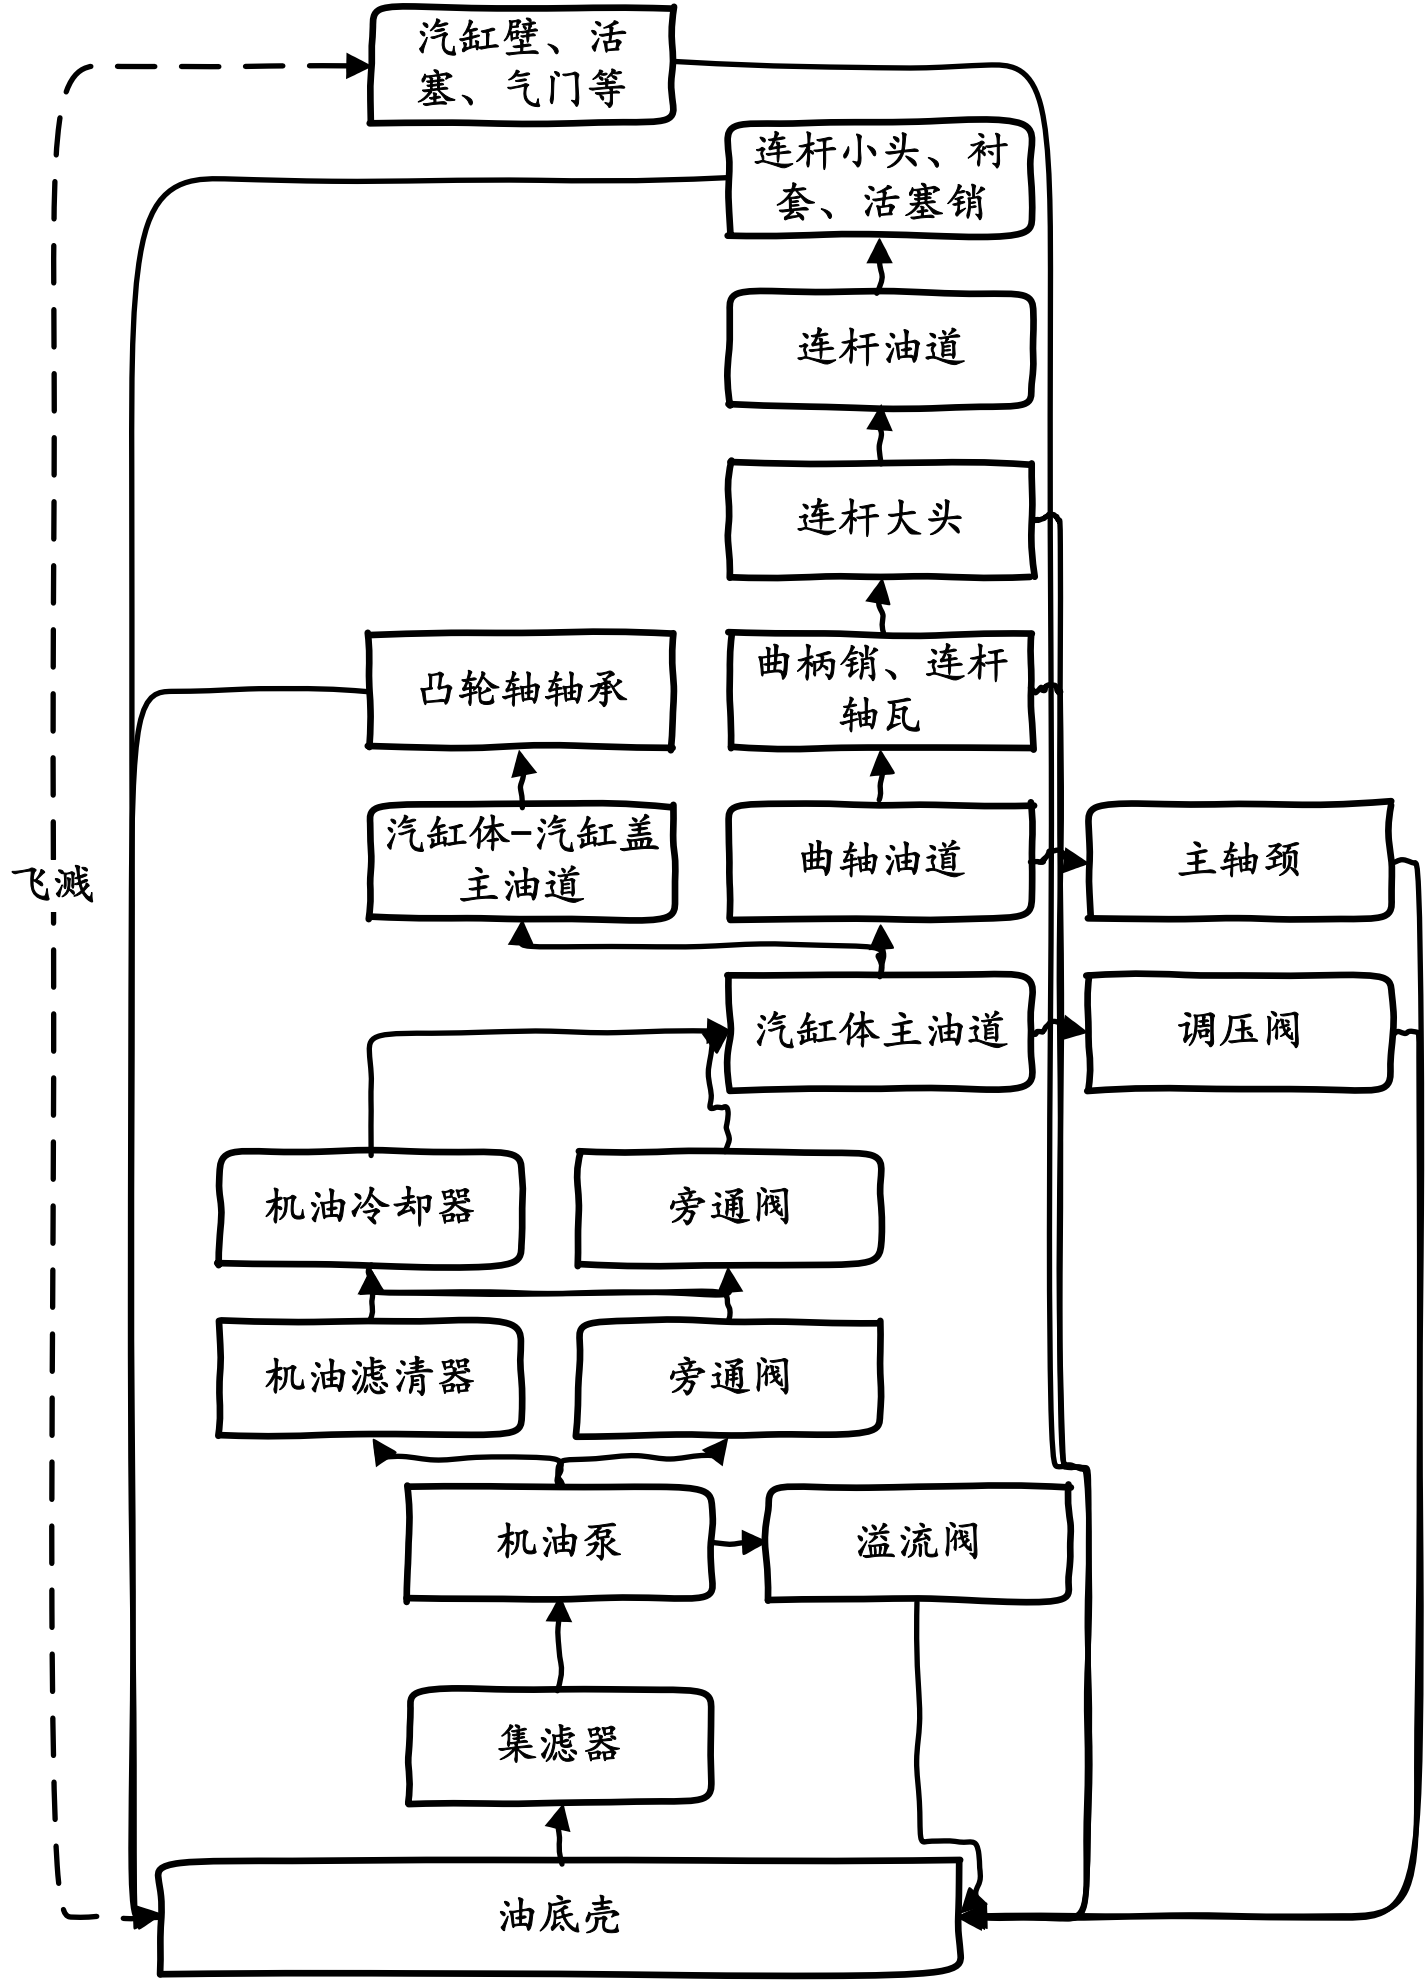 汽缸壁、活
塞、气门等
连杆小头、衬
套、活塞销
连杆油道
连杆大头
凸轮轴轴承
曲柄销、连杆
轴瓦
汽缸体-汽缸盖
主油道
曲轴油道
主轴颈
飞溅
汽缸体主油道
调压阀
机油冷却器
旁通阀
机油滤清器
旁通阀
机油泵
溢流阀
集滤器
油底壳